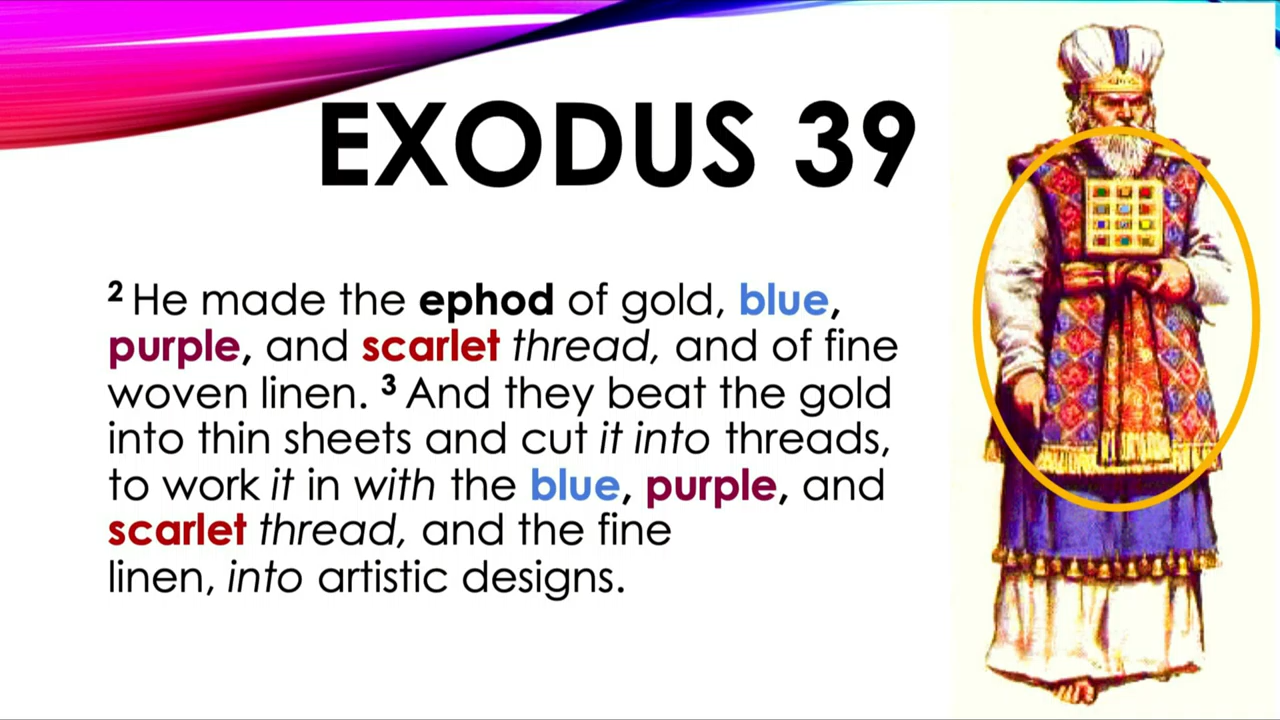 EXODUS 39
² He made the ephod of gold, blue,
purple, and scarlet thread, and of fine
woven linen. ³ And they beat the gold
into thin sheets and cut it into threads,
to work it in with the blue, purple, and
scarlet thread, and the fine
linen, into artistic designs.